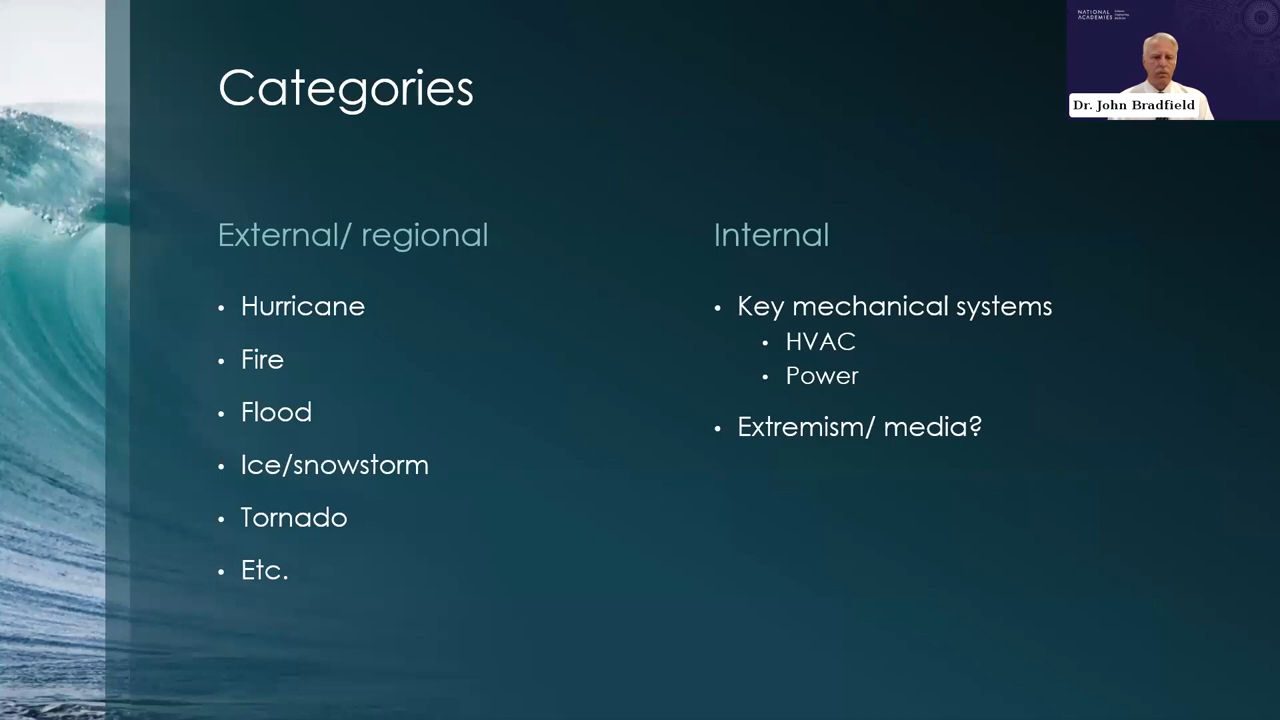 Categories
NATIONAL
ACADEMIES
Dr. John Bradfield
External/ regional
• Hurricane
• Fire
• Flood
• Ice/snowstorm
• Tornado
• Etc.
Internal
• Key mechanical systems
• HVAC
• Power
• Extremism/ media?